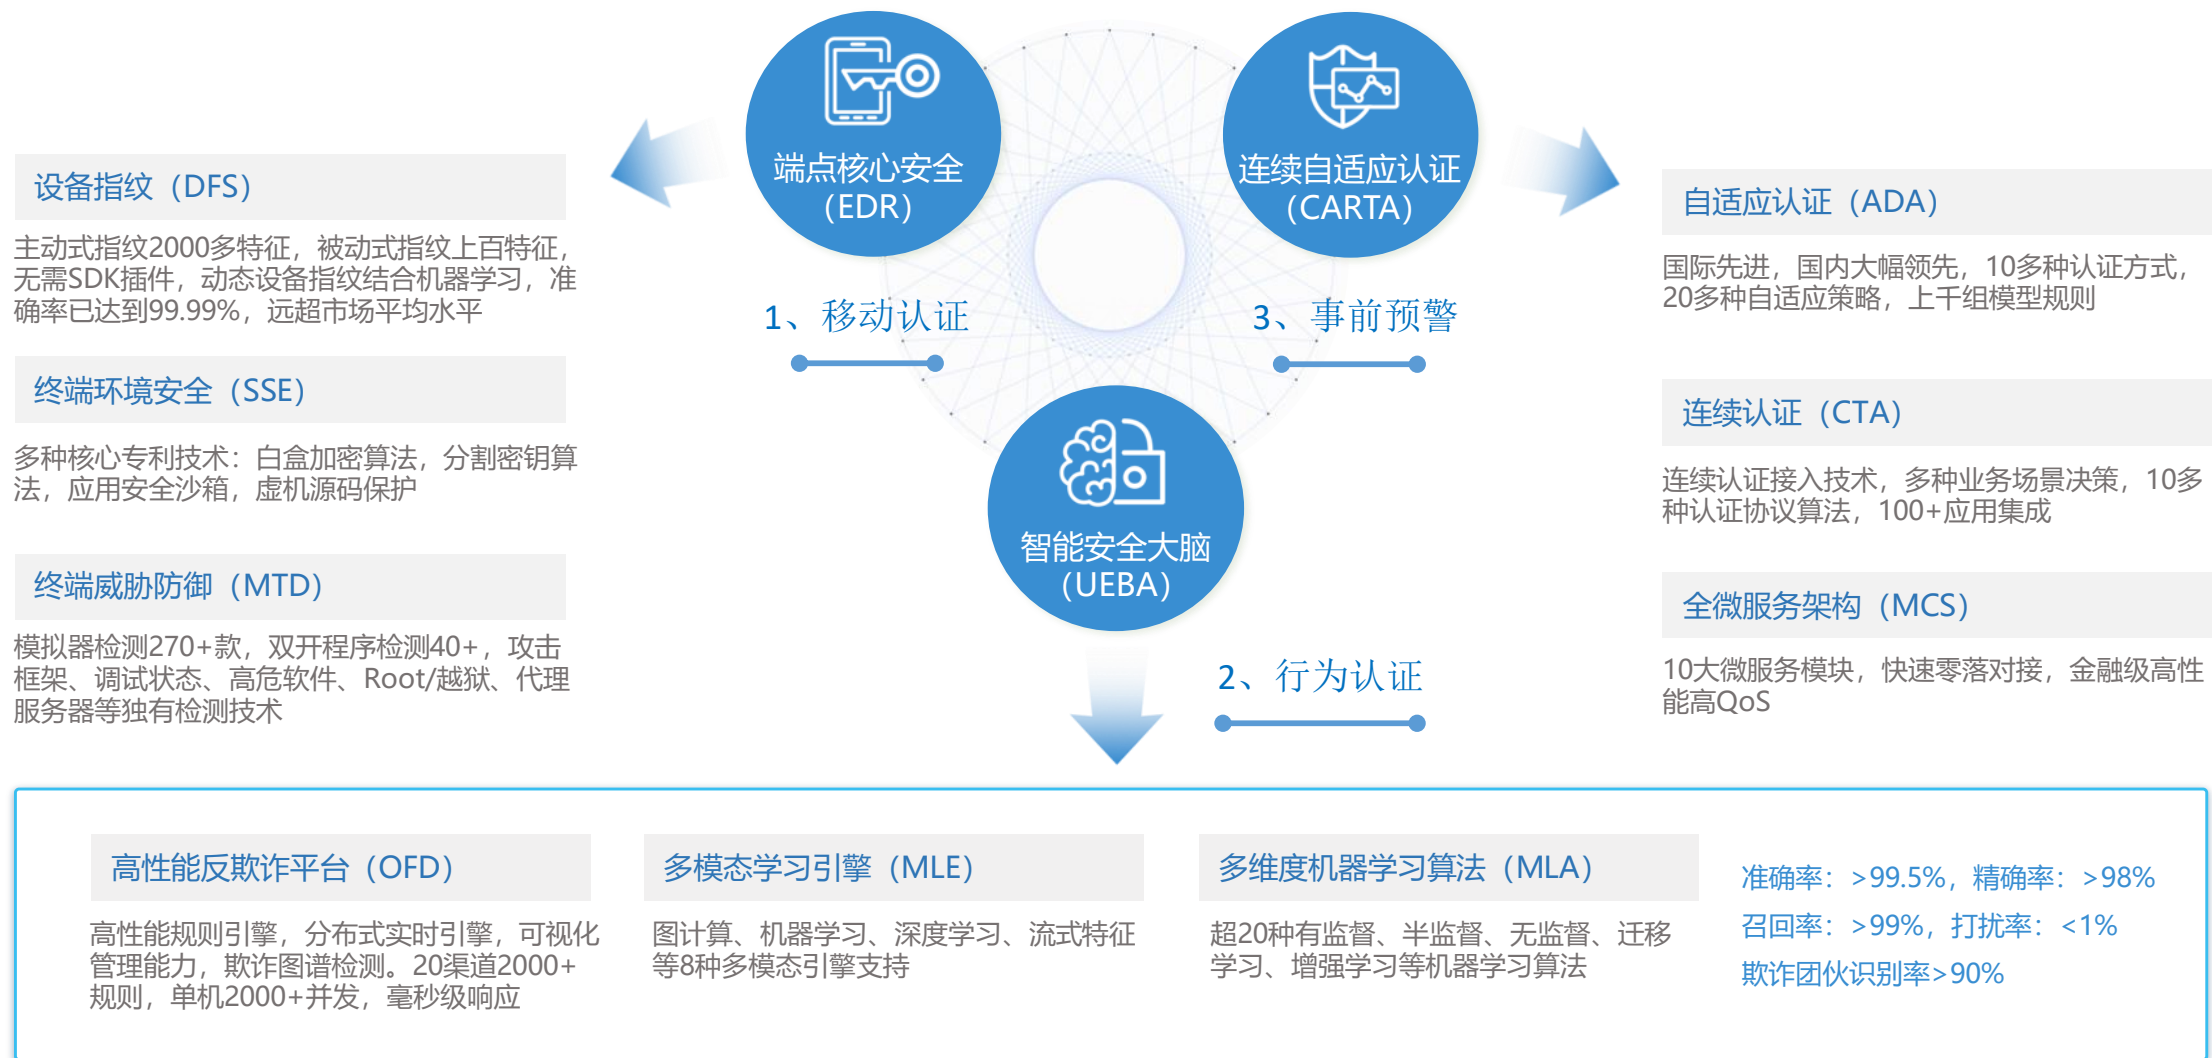 端点核心安全
（EDR）
连续自适应认证
（CARTA）
智能安全大脑
（UEBA）
1、移动认证
3、事前预警
2、行为认证
设备指纹（DFS）
主动式指纹2000多特征，被动式指纹上百特征，
无需SDK插件，动态设备指纹结合机器学习，准
确率已达到99.99%，远超市场平均水平
终端环境安全（SSE）
多种核心专利技术：白盒加密算法，分割密钥算
法，应用安全沙箱，虚机源码保护
终端威胁防御（MTD）
模拟器检测270+款，双开程序检测40+，攻击
框架、调试状态、高危软件、Root/越狱、代理
服务器等独有检测技术
自适应认证（ADA）
国际先进，国内大幅领先，10多种认证方式，
20多种自适应策略，上千组模型规则
连续认证（CTA）
连续认证接入技术，多种业务场景决策，10多
种认证协议算法，100+应用集成
全微服务架构（MCS）
10大微服务模块，快速零落对接，金融级高性
能高QoS
高性能反欺诈平台（OFD）
高性能规则引擎，分布式实时引擎，可视化
管理能力，欺诈图谱检测。20渠道2000+
规则，单机2000+并发，毫秒级响应
多模态学习引擎（MLE）
图计算、机器学习、深度学习、流式特征
等8种多模态引擎支持
多维度机器学习算法（MLA）
超20种有监督、半监督、无监督、迁移
学习、增强学习等机器学习算法
准确率：>99.5%，精确率：>98%
召回率：>99%，打扰率：<1%
欺诈团伙识别率>90%